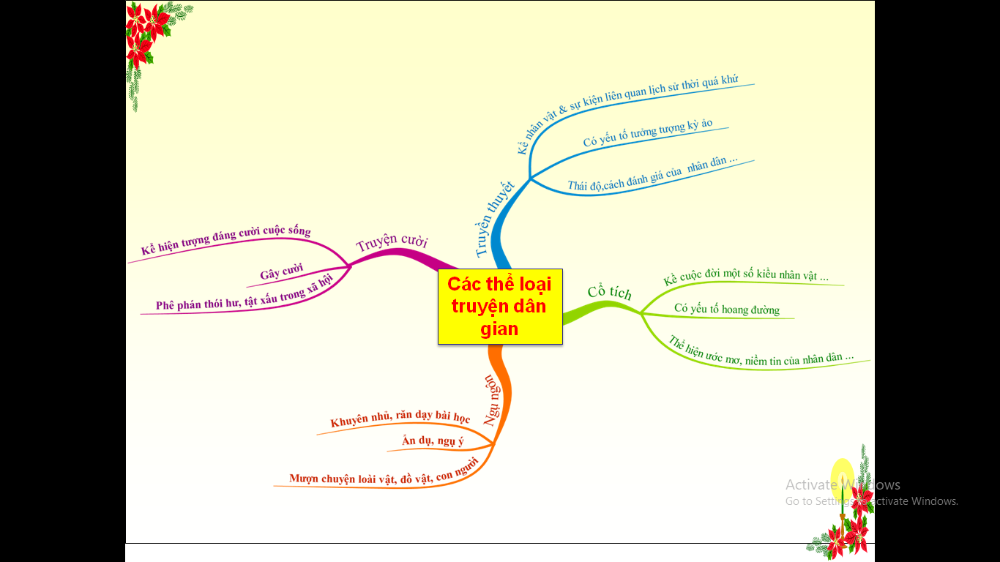 Các thể loại
truyện dân
gian
Truyền thuyết
Kể nhân vật & sự kiện liên quan lịch sử thời quá khứ
Có yếu tố tưởng tượng kỳ ảo
Thái độ,cách đánh giá của nhân dân ...
Cổ tích
Kể cuộc đời một số kiểu nhân vật ...
Có yếu tố hoang đường
Thể hiện ước mơ, niềm tin của nhân dân ...
Ngụ ngôn
Khuyên nhủ, răn dạy bài học
Ẩn dụ, ngụ ý
Mượn chuyện loài vật, đồ vật, con người
Truyện cười
Kể hiện tượng đáng cười cuộc sống
Gây cười
Phê phán thói hư, tật xấu trong xã hội
Activate Windows
Go to Settings to activate Windows.